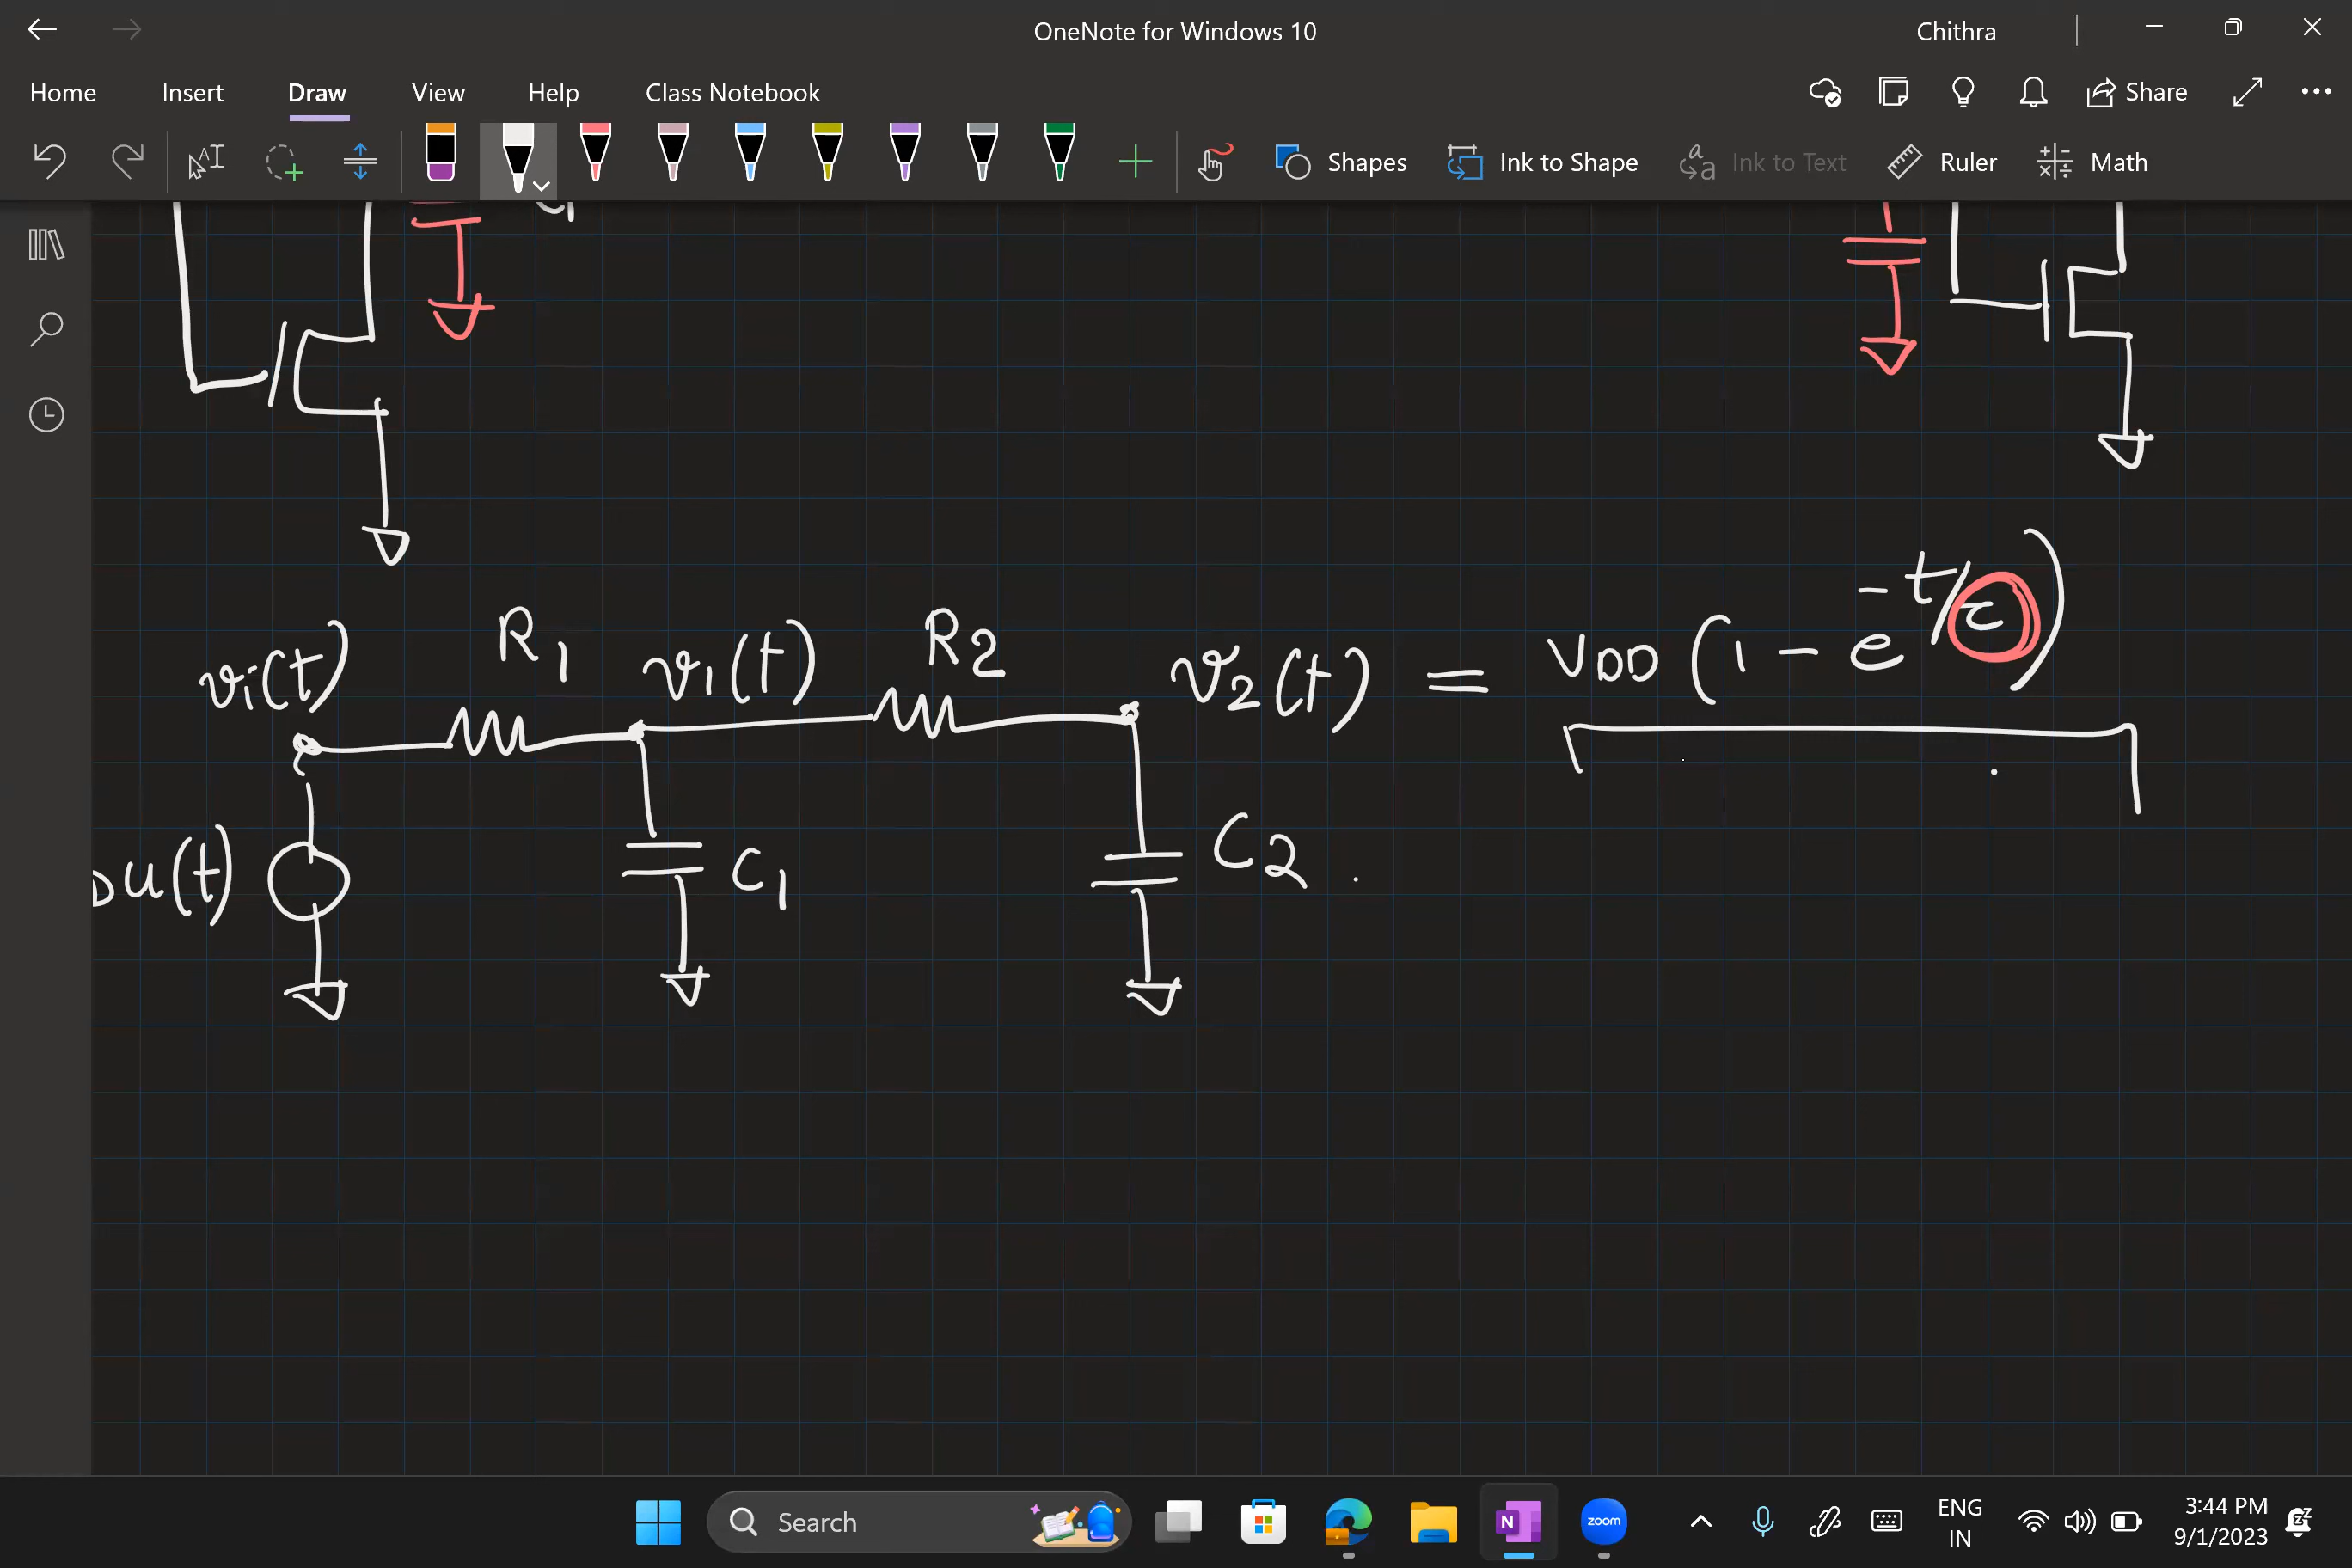 OneNote for Windows 10
Chithra
Home Insert Draw View Help Class Notebook
Share
Shapes Ink to Shape Ink to Text Ruler Math
vi(t) R1 v1(t) R2 v2(t) = VDD (1 - e^-t/τ)
u(t) C1 C2
Search
zoom
ENG
IN
3:44 PM
9/1/2023